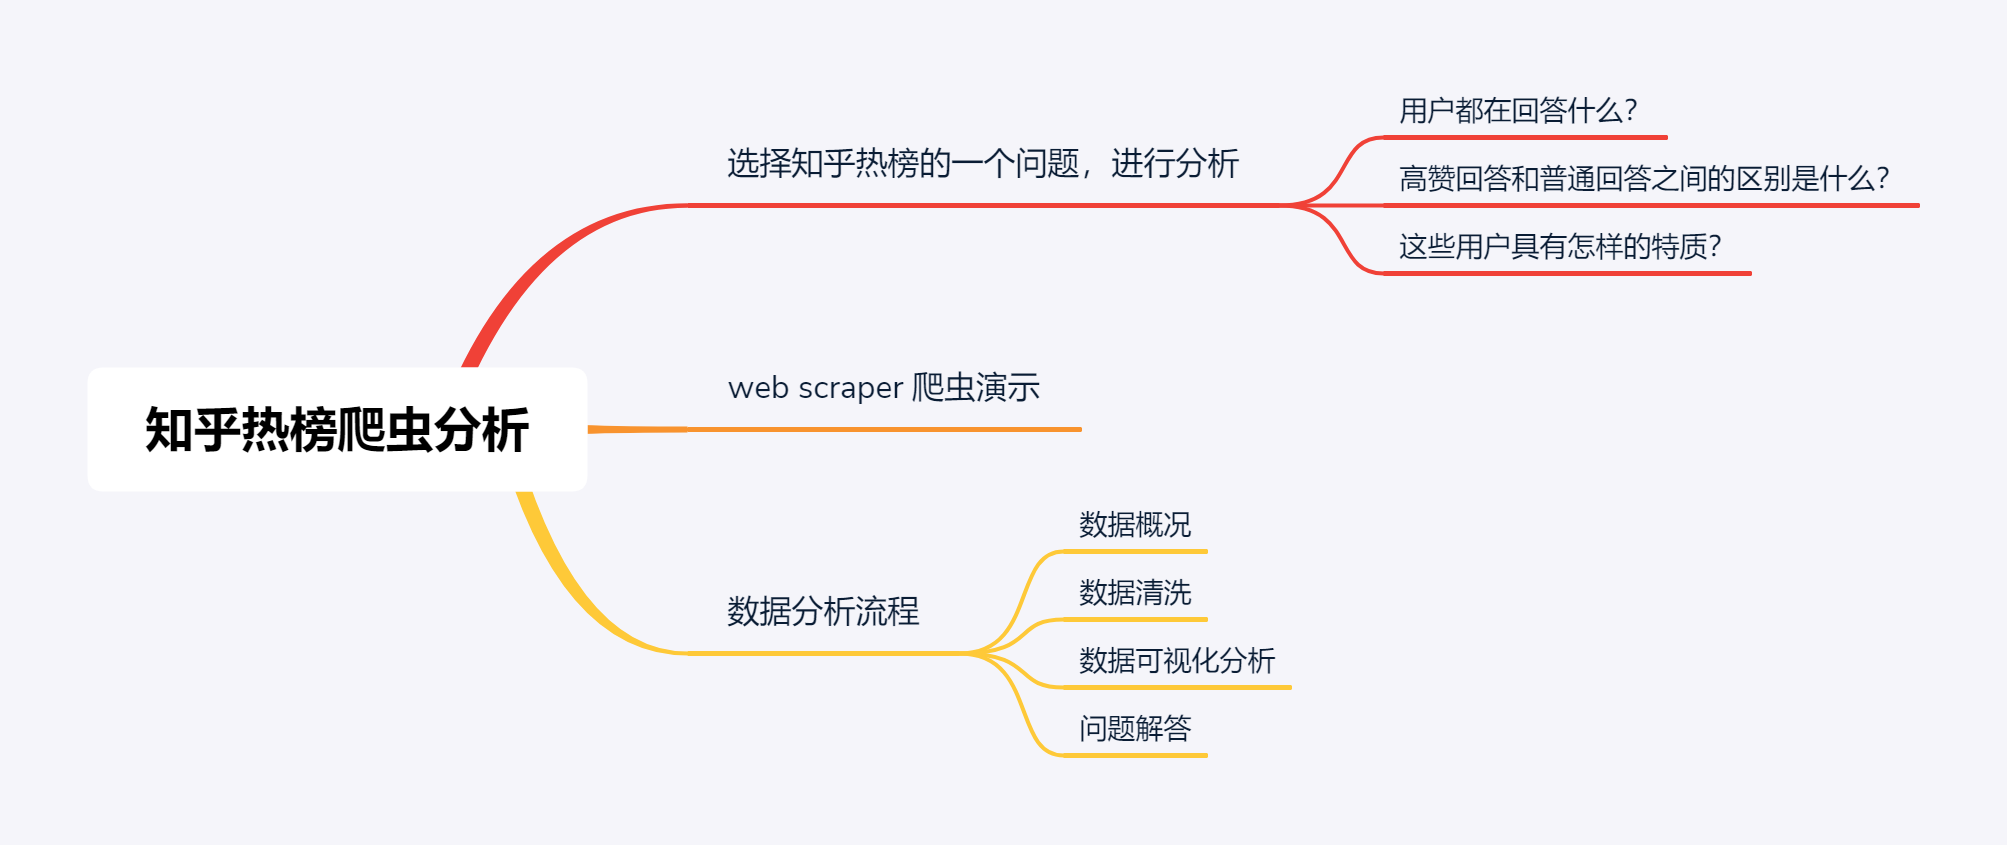 知乎热榜爬虫分析
选择知乎热榜的一个问题，进行分析
用户都在回答什么？
高赞回答和普通回答之间的区别是什么？
这些用户具有怎样的特质？
web scraper 爬虫演示
数据分析流程
数据概况
数据清洗
数据可视化分析
问题解答